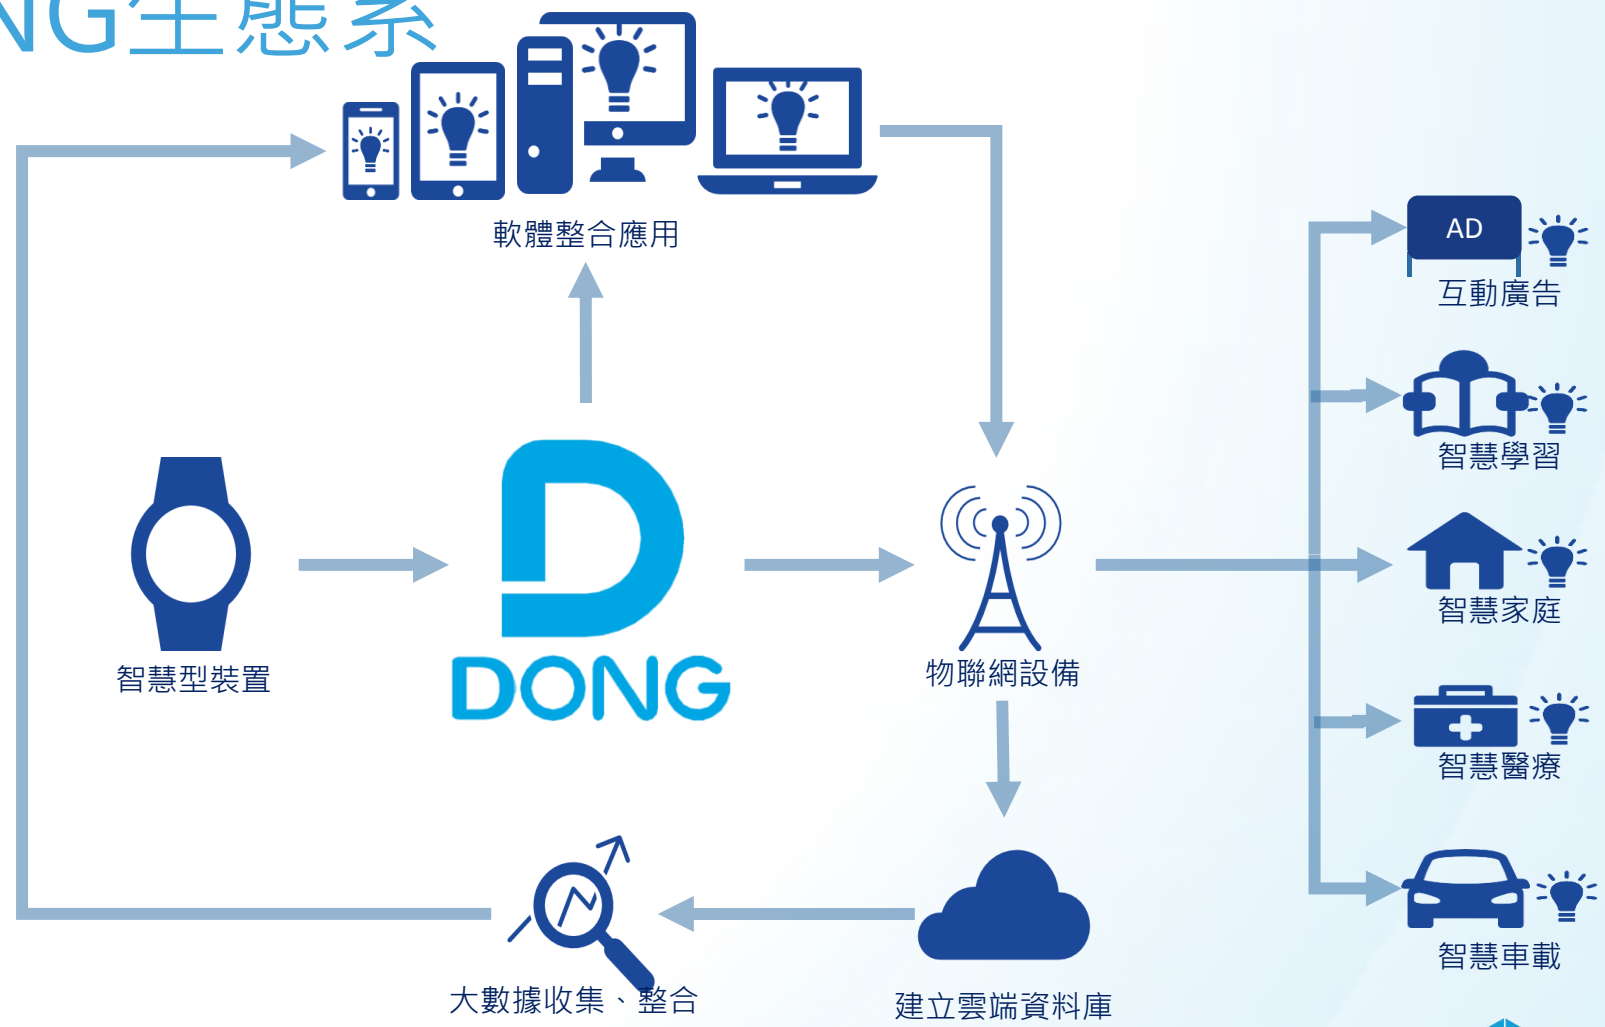 NG生態系
軟體整合應用
AD
互動廣告
智慧學習
智慧家庭
智慧型裝置
DONG
物聯網設備
智慧醫療
智慧車載
大數據收集、整合
建立雲端資料庫